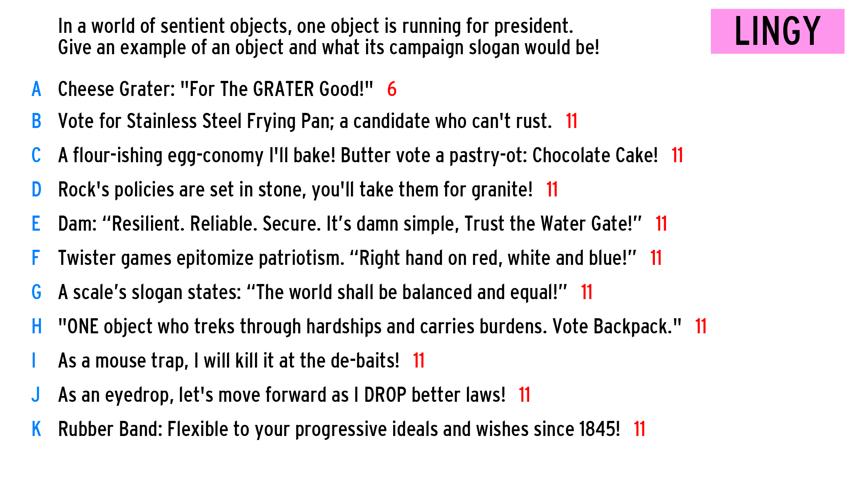 In a world of sentient objects, one object is running for president.
Give an example of an object and what its campaign slogan would be!
LINGY
A Cheese Grater: "For The GRATER Good!" 6
B Vote for Stainless Steel Frying Pan; a candidate who can't rust. 11
C A flour-ishing egg-conomy I'll bake! Butter vote a pastry-ot: Chocolate Cake! 11
D Rock's policies are set in stone, you'll take them for granite! 11
E Dam: “Resilient. Reliable. Secure. It’s damn simple, Trust the Water Gate!” 11
F Twister games epitomize patriotism. “Right hand on red, white and blue!” 11
G A scale’s slogan states: “The world shall be balanced and equal!” 11
H "ONE object who treks through hardships and carries burdens. Vote Backpack." 11
I As a mouse trap, I will kill it at the de-baits! 11
J As an eyedrop, let's move forward as I DROP better laws! 11
K Rubber Band: Flexible to your progressive ideals and wishes since 1845! 11